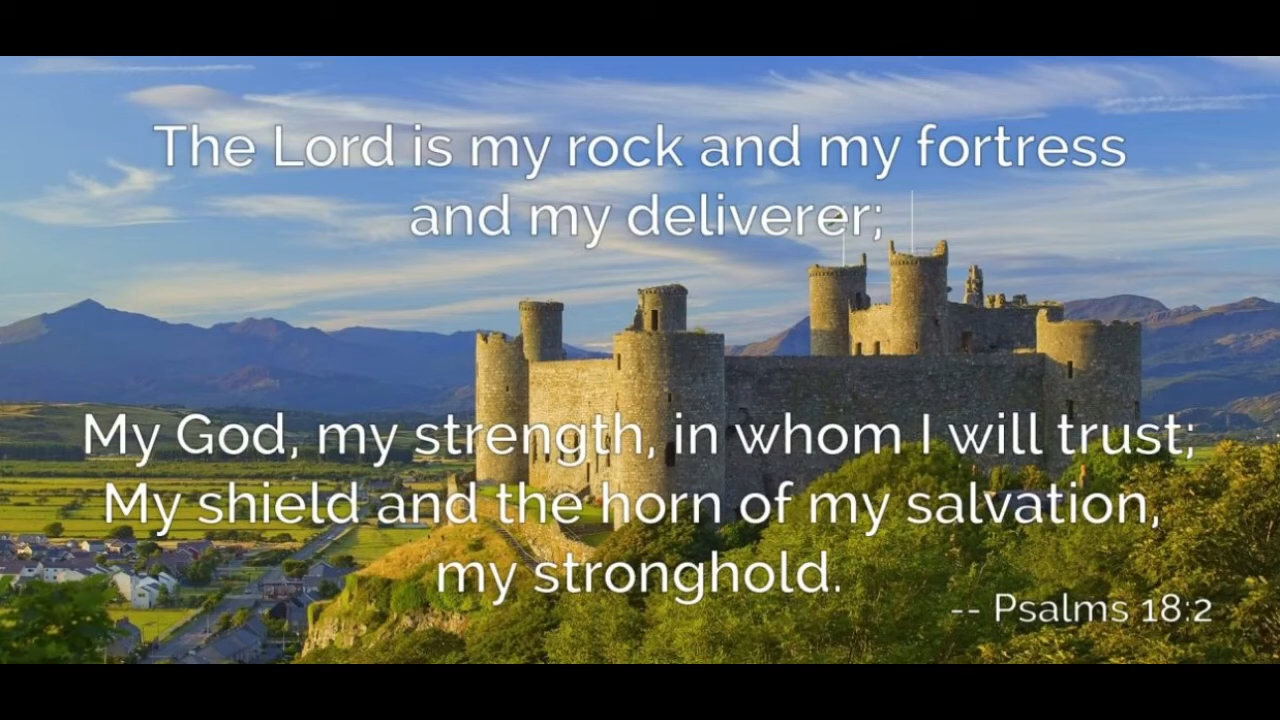 The Lord is my rock and my fortress
and my deliverer;
My God, my strength, in whom I will trust;
My shield and the horn of my salvation,
my stronghold.
-- Psalms 18:2